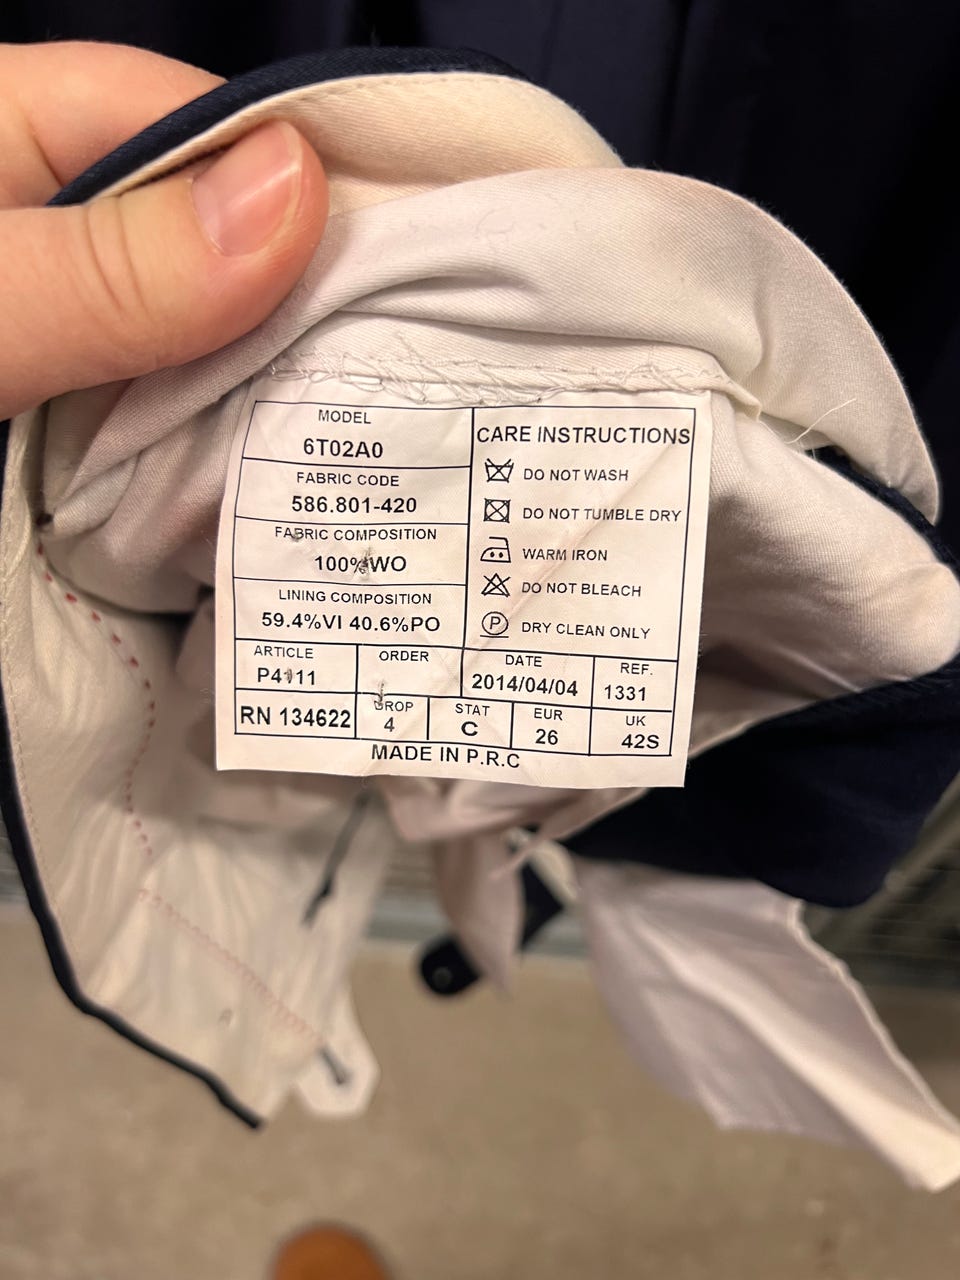 MODEL
6T02A0
FABRIC CODE
586.801-420
FABRIC COMPOSITION
100%WO
LINING COMPOSITION
59.4%VI 40.6%PO
CARE INSTRUCTIONS
DO NOT WASH
DO NOT TUMBLE DRY
WARM IRON
DO NOT BLEACH
P DRY CLEAN ONLY
ARTICLE ORDER DATE REF.
P4111 2014/04/04 1331
RN 134622 DROP STAT EUR UK
4 C 26 42S
MADE IN P.R.C